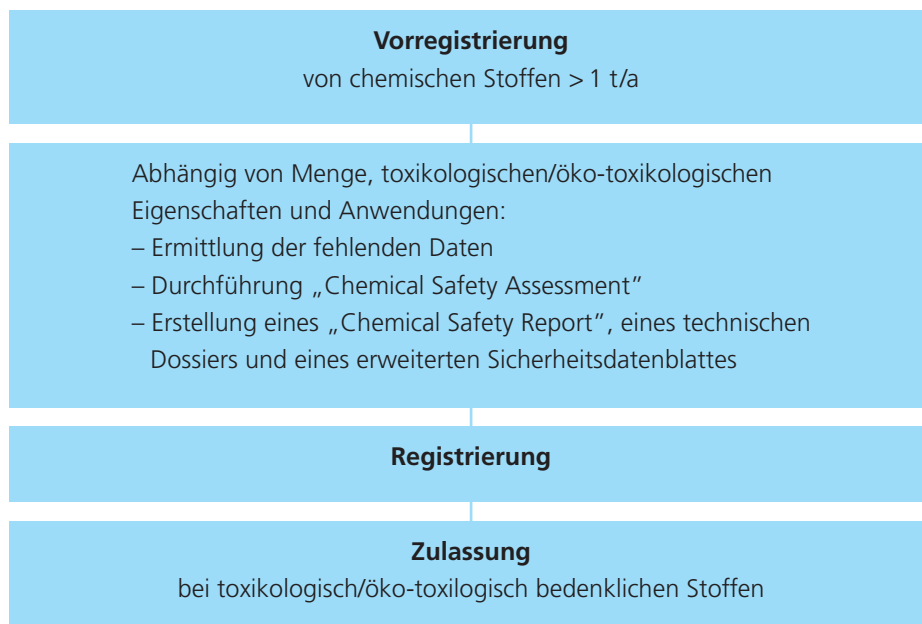 Vorregistrierung
von chemischen Stoffen > 1 t/a
Abhängig von Menge, toxikologischen/öko-toxikologischen
Eigenschaften und Anwendungen:
– Ermittlung der fehlenden Daten
– Durchführung „Chemical Safety Assessment”
– Erstellung eines „Chemical Safety Report”, eines technischen
Dossiers und eines erweiterten Sicherheitsdatenblattes
Registrierung
Zulassung
bei toxikologisch/öko-toxilogisch bedenklichen Stoffen